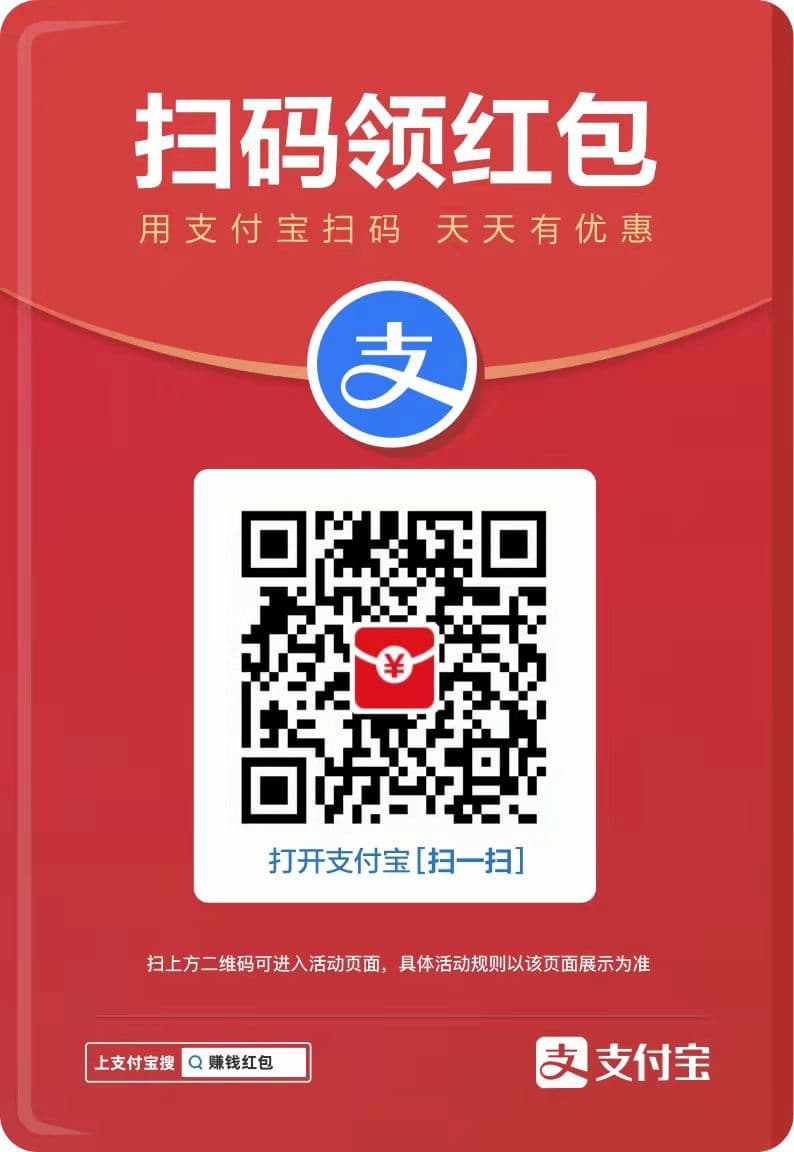 扫码领红包
用支付宝扫码 天天有优惠
支
¥
打开支付宝[扫一扫]
扫上方二维码可进入活动页面，具体活动规则以该页面展示为准
上支付宝搜 赚钱红包
支 支付宝